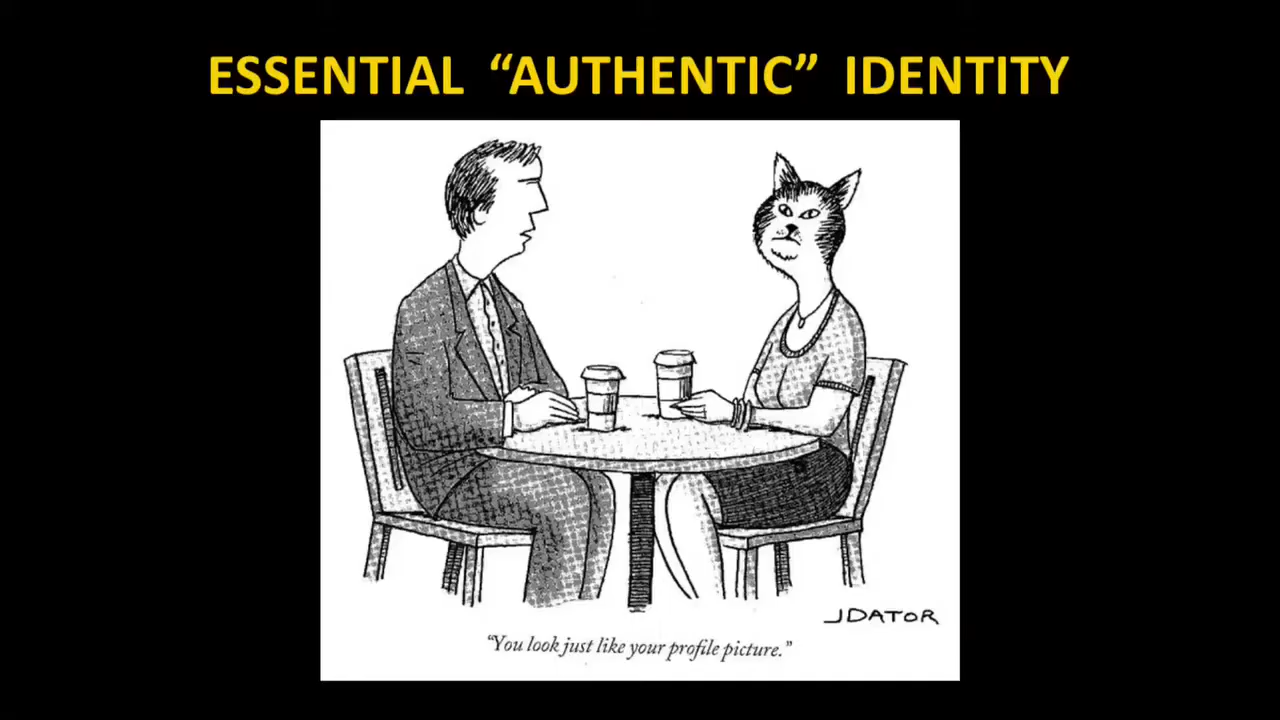 ESSENTIAL “AUTHENTIC” IDENTITY
JDATOR
“You look just like your profile picture.”